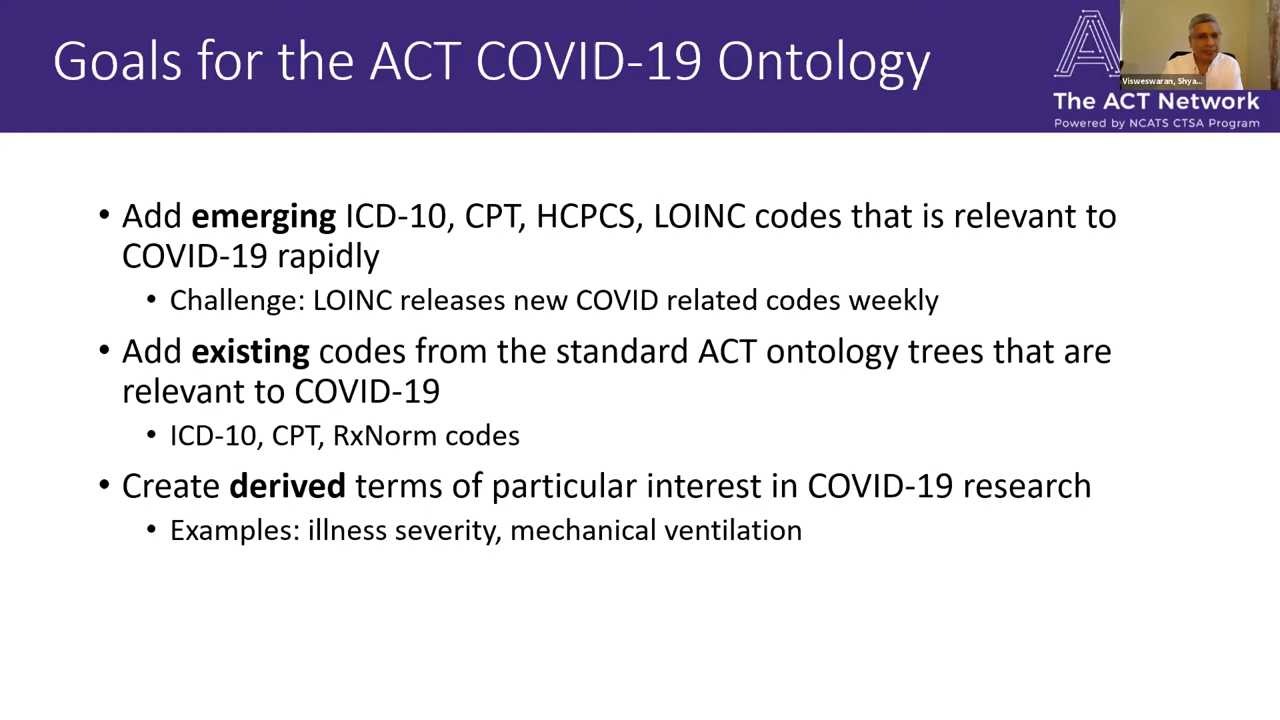 Goals for the ACT COVID-19 Ontology
Visweswaran, Shya...
The ACT Network
Powered by NCATS CTSA Program
• Add emerging ICD-10, CPT, HCPCS, LOINC codes that is relevant to
COVID-19 rapidly
• Challenge: LOINC releases new COVID related codes weekly
• Add existing codes from the standard ACT ontology trees that are
relevant to COVID-19
• ICD-10, CPT, RxNorm codes
• Create derived terms of particular interest in COVID-19 research
• Examples: illness severity, mechanical ventilation